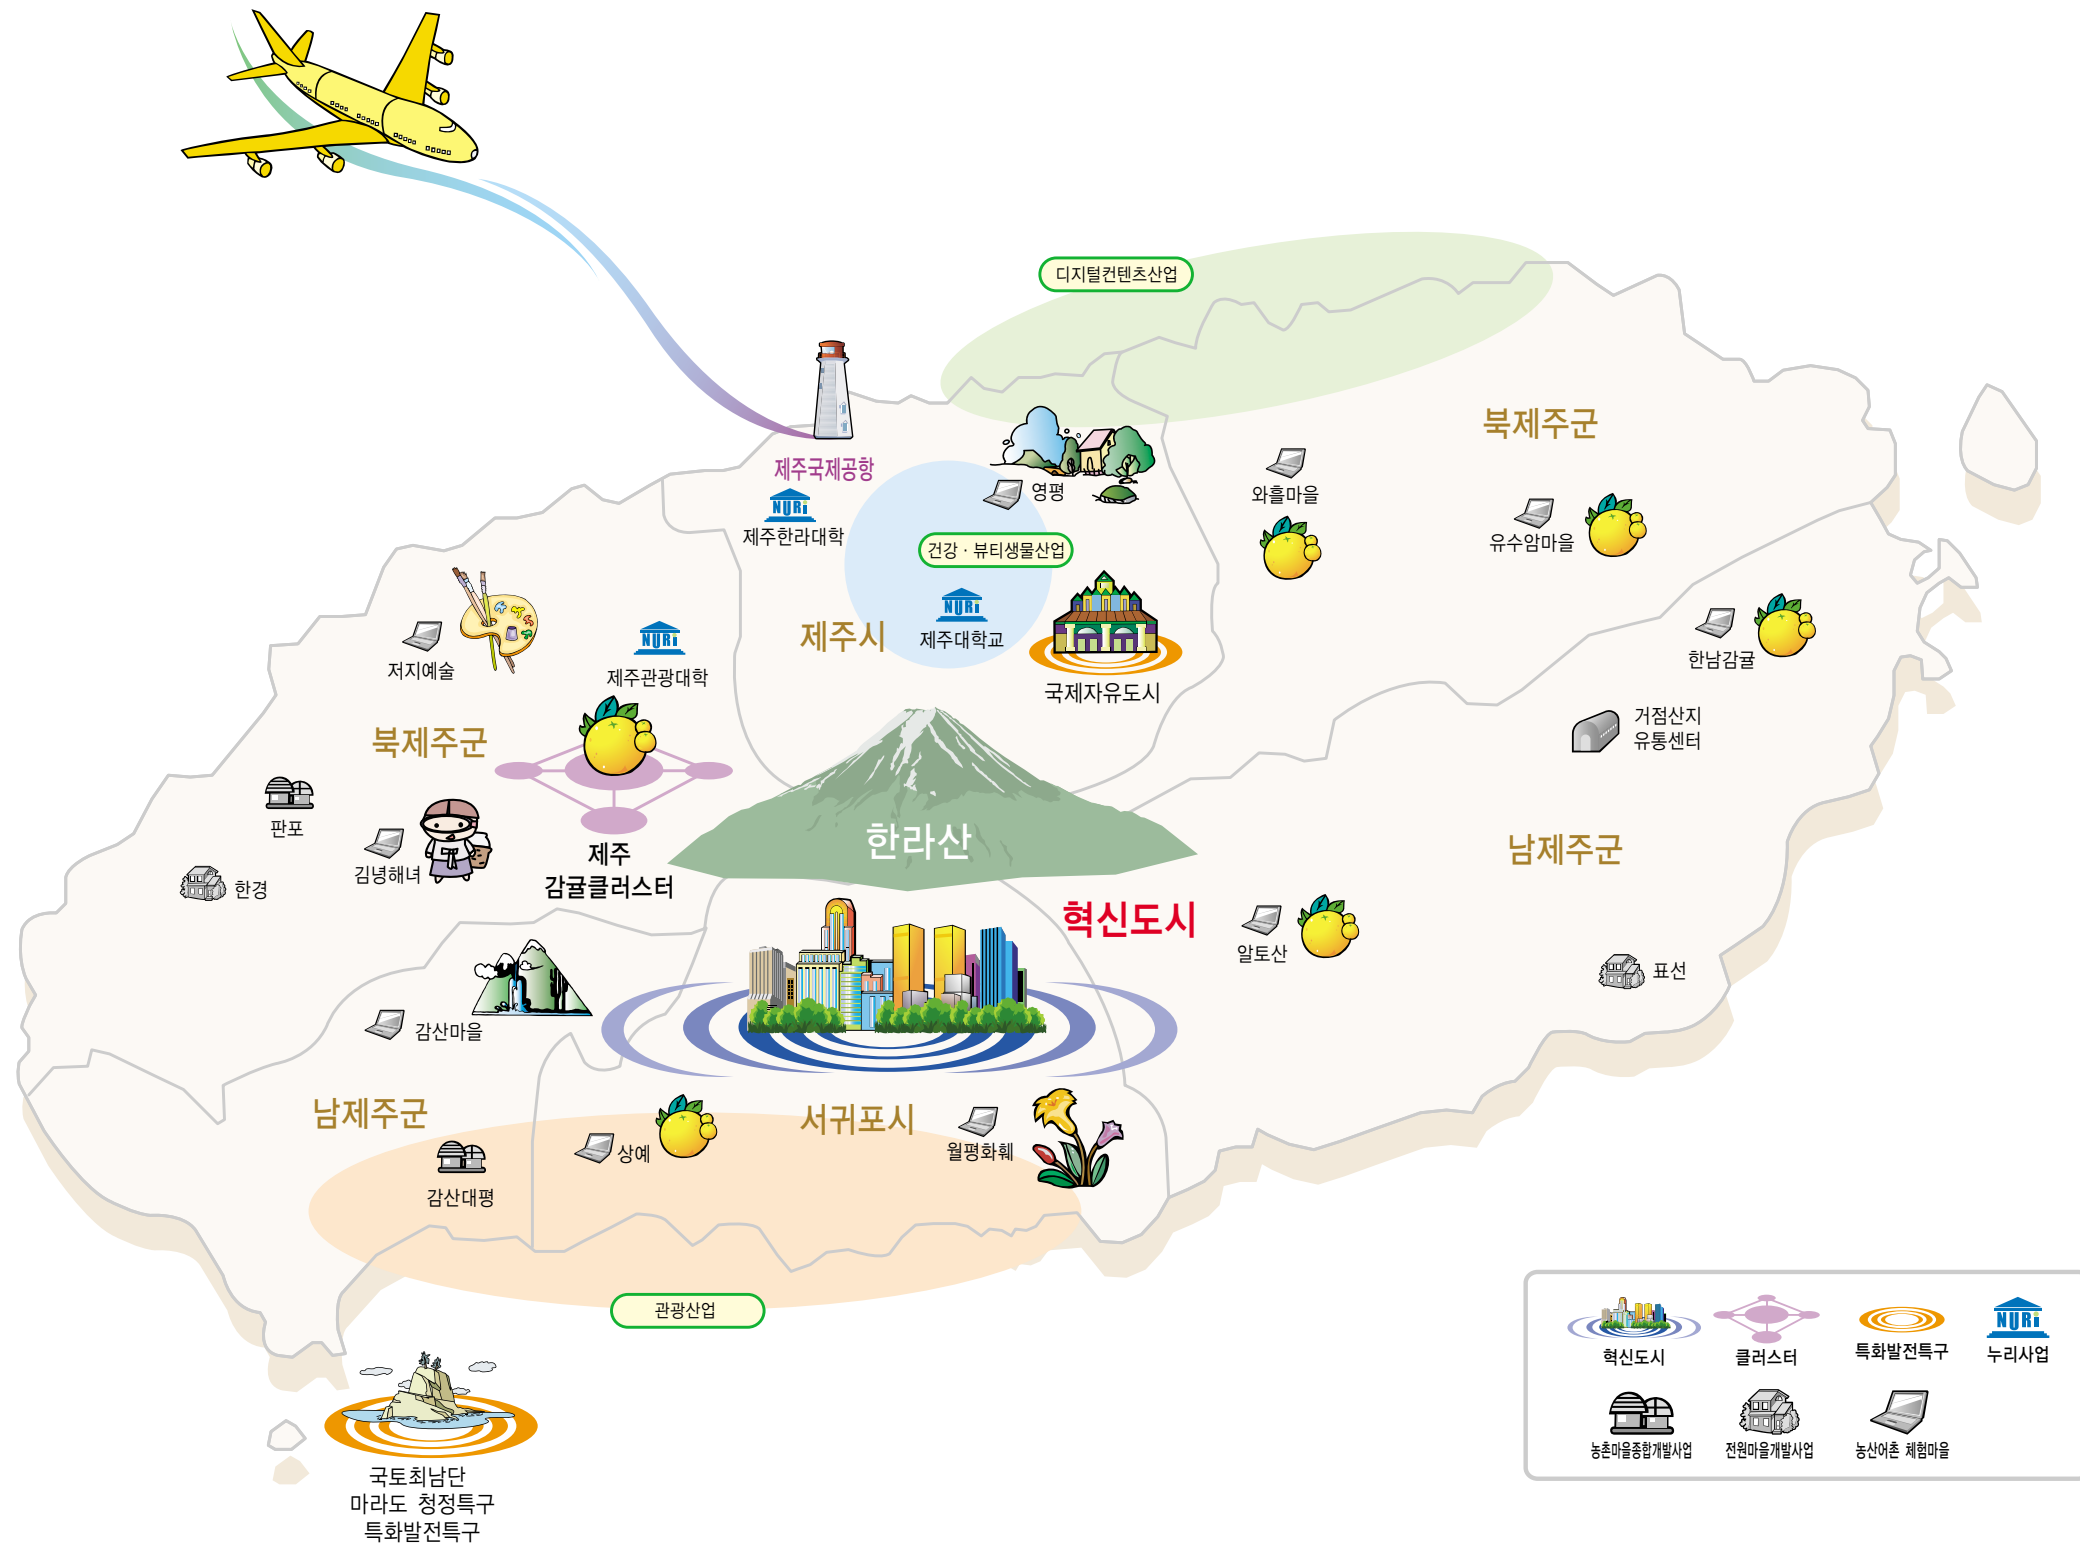 디지털컨텐츠산업
북제주군
제주국제공항
NURi
제주한라대학
영평
와흘마을
유수암마을
건강 · 뷰티생물산업
NURi
제주대학교
제주시
국제자유도시
저지예술
NURi
제주관광대학
한남감귤
거점산지
유통센터
북제주군
판포
김녕해녀
한경
제주
감귤클러스터
한라산
남제주군
혁신도시
알토산
표선
감산마을
남제주군
감산대평
상예
서귀포시
월평화훼
관광산업
국토최남단
마라도 청정특구
특화발전특구
혁신도시
클러스터
특화발전특구
NURi
누리사업
농촌마을종합개발사업
전원마을개발사업
농산어촌 체험마을